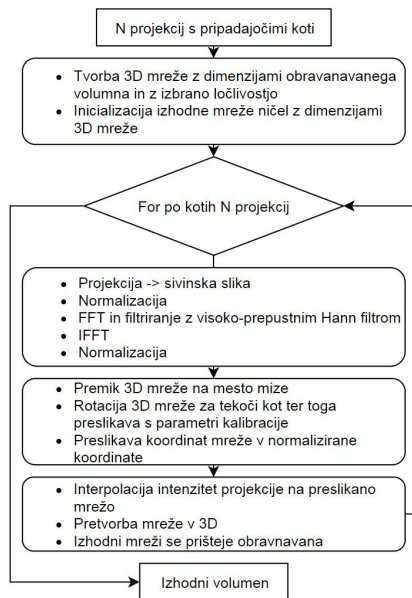 N projekcij s pripadajočimi koti
• Tvorba 3D mreže z dimenzijami obravanavanega
volumna in z izbrano ločlivostjo
• Inicializacija izhodne mreže ničel z dimenzijami
3D mreže
For po kotih N projekcij
• Projekcija -> sivinska slika
• Normalizacija
• FFT in filtriranje z visoko-prepustnim Hann filtrom
• IFFT
• Normalizacija
• Premik 3D mreže na mesto mize
• Rotacija 3D mreže za tekoči kot ter toga
preslikava s parametri kalibracije
• Preslikava koordinat mreže v normalizirane
koordinate
• Interpolacija intenzitet projekcije na preslikano
mrežo
• Pretvorba mreže v 3D
• Izhodni mreži se prišteje obravnavana
Izhodni volumen